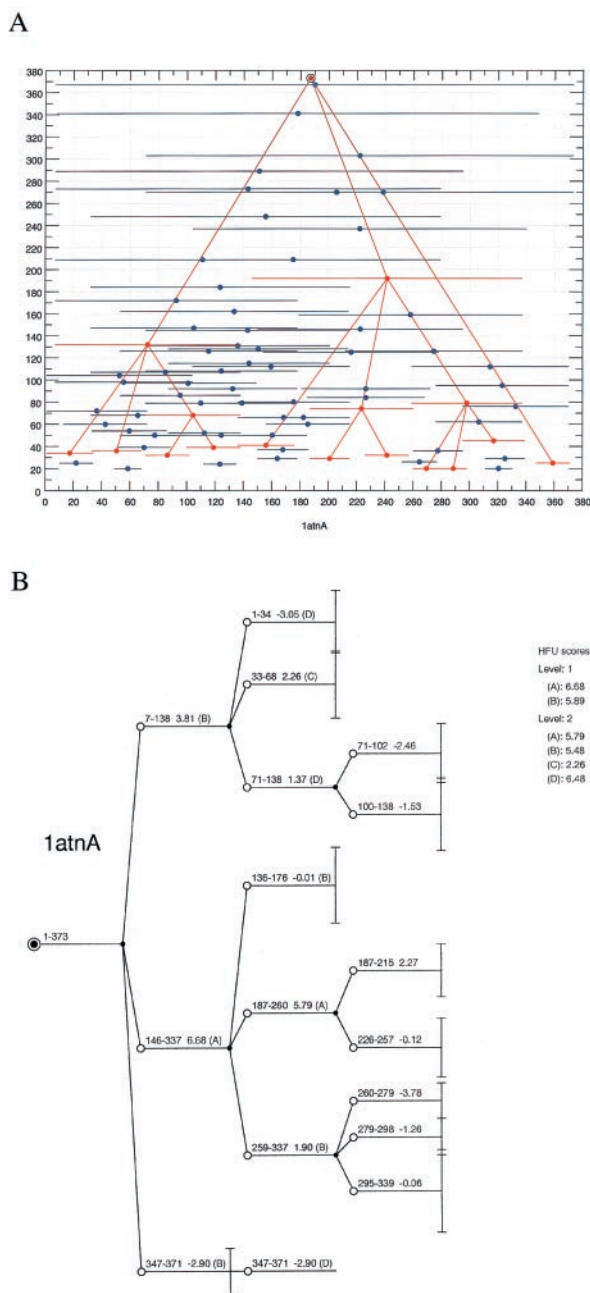 A
380
360
340
320
300
280
260
240
220
200
180
160
140
120
100
80
60
40
20
0
0 20 40 60 80 100 120 140 160 180 200 220 240 260 280 300 320 340 360 380
1atnA
B
1-34 -3.05 (D)
HFU scores
Level: 1
33-68 2.26 (C)
(A): 6.68
(B): 5.89
Level: 2
7-138 3.81 (B)
(A): 5.79
(B): 5.48
71-102 -2.46
(C): 2.26
(D): 6.48
71-138 1.37 (D)
100-138 -1.53
1atnA
136-176 -0.01 (B)
1-373
187-215 2.27
187-260 5.79 (A)
146-337 6.68 (A)
226-257 -0.12
260-279 -3.78
279-298 -1.26
259-337 1.90 (B)
295-339 -0.06
347-371 -2.90 (B) 347-371 -2.90 (D)